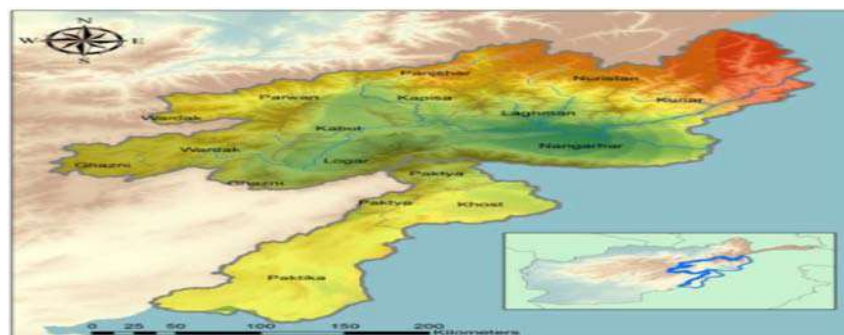 N
W E
S
Panjshar
Nuristan
Parwan
Kapisa
Kunar
Wardak
Laghman
Kabul
Wardak
Nangarhar
Ghazni
Logar
Ghazni
Paktya
Paktya
Khost
Paktika
0 25 50 100 150 200
Kilometers